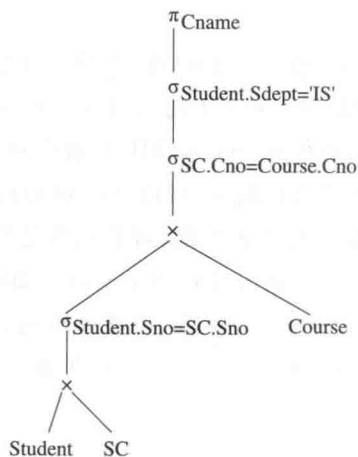 πCname
σStudent.Sdept='IS'
σSC.Cno=Course.Cno
×
σStudent.Sno=SC.Sno Course
×
Student SC